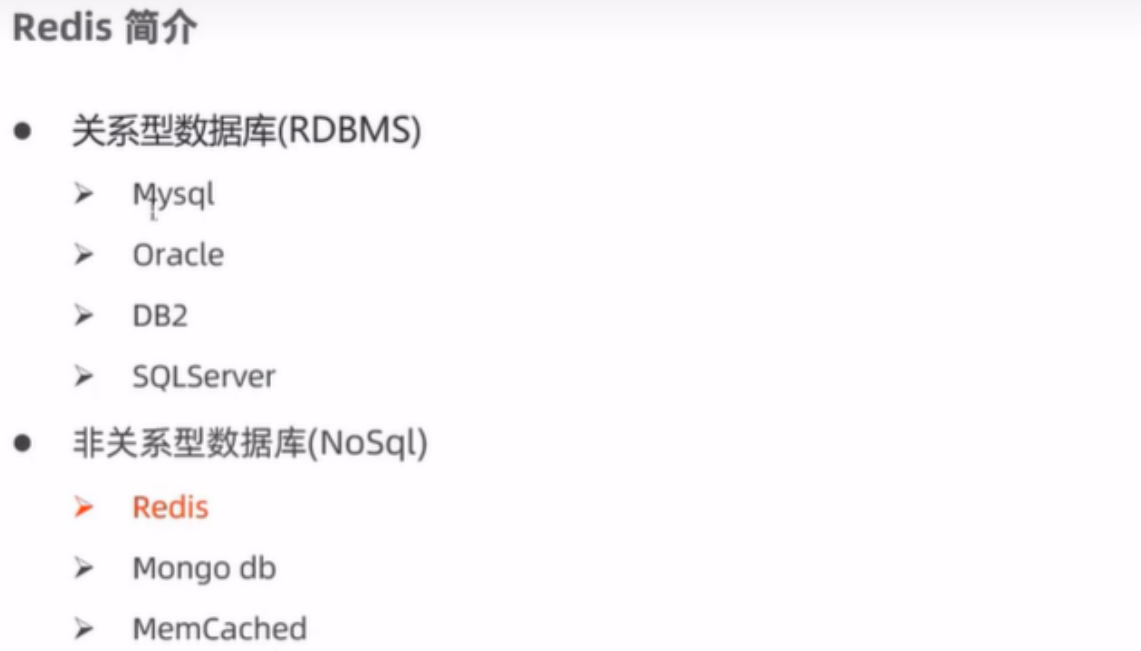 Redis 简介
关系型数据库(RDBMS)
Mysql
Oracle
DB2
SQLServer
非关系型数据库(NoSql)
Redis
Mongo db
MemCached